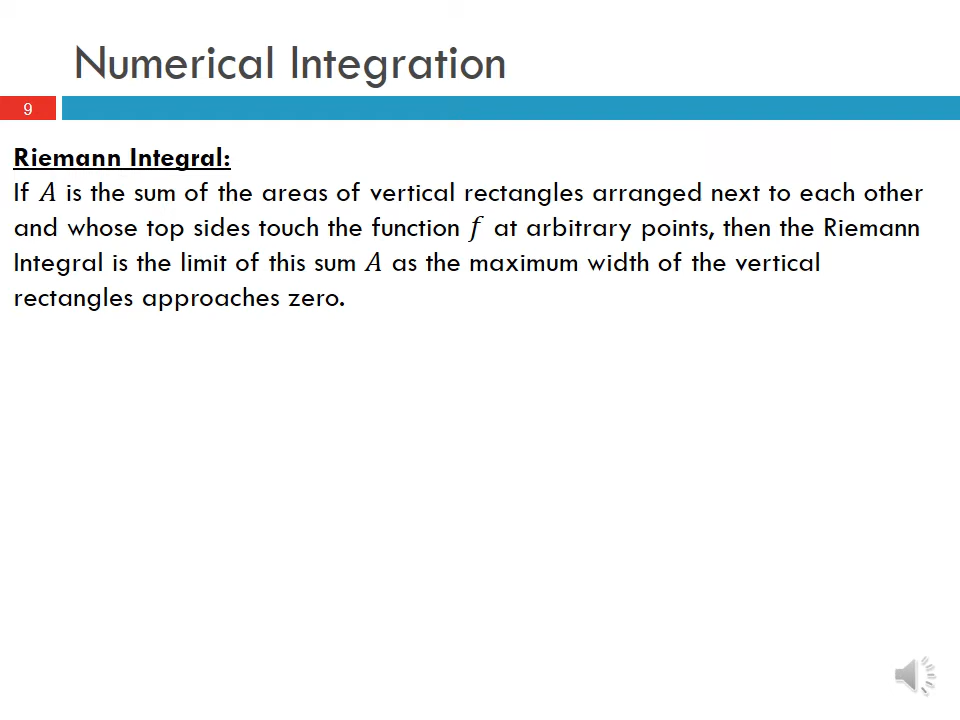 Numerical Integration
9
Riemann Integral:
If 𝐴 is the sum of the areas of vertical rectangles arranged next to each other
and whose top sides touch the function 𝑓 at arbitrary points, then the Riemann
Integral is the limit of this sum 𝐴 as the maximum width of the vertical
rectangles approaches zero.